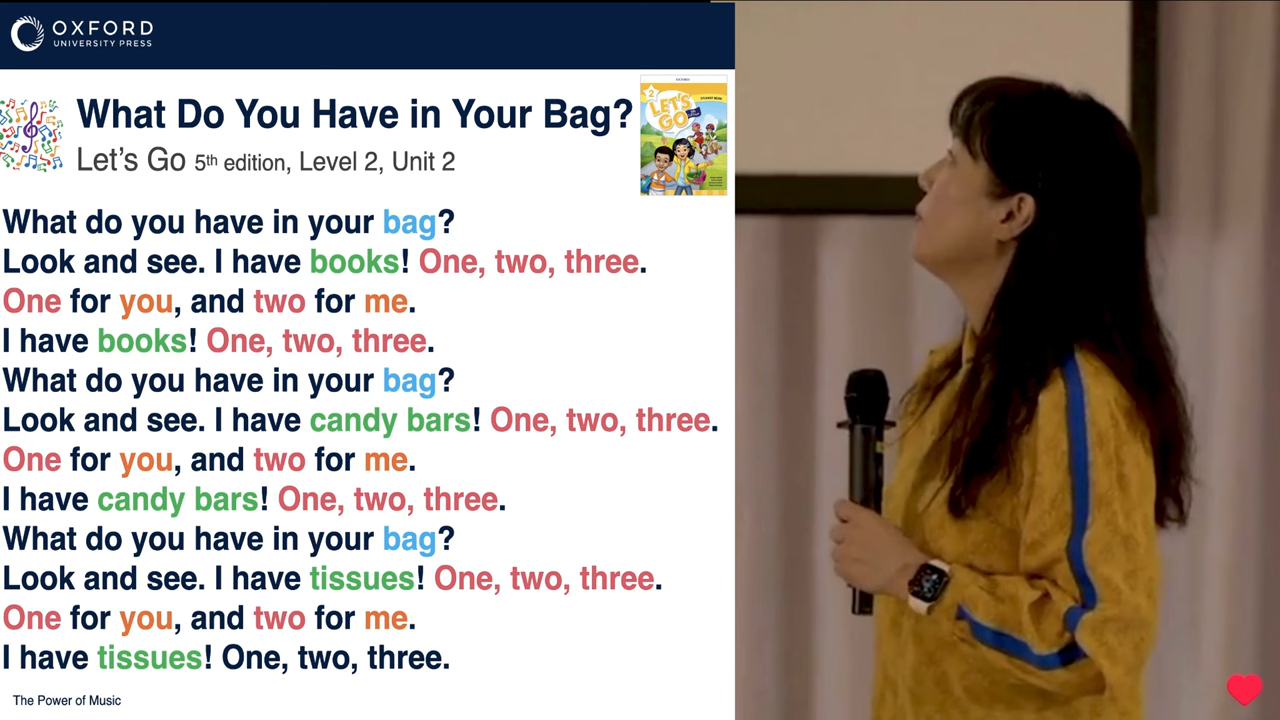 OXFORD
UNIVERSITY PRESS
What Do You Have in Your Bag?
Let's Go 5th edition, Level 2, Unit 2
2
LET'S
GO
What do you have in your bag?
Look and see. I have books! One, two, three.
One for you, and two for me.
I have books! One, two, three.
What do you have in your bag?
Look and see. I have candy bars! One, two, three.
One for you, and two for me.
I have candy bars! One, two, three.
What do you have in your bag?
Look and see. I have tissues! One, two, three.
One for you, and two for me.
I have tissues! One, two, three.
The Power of Music